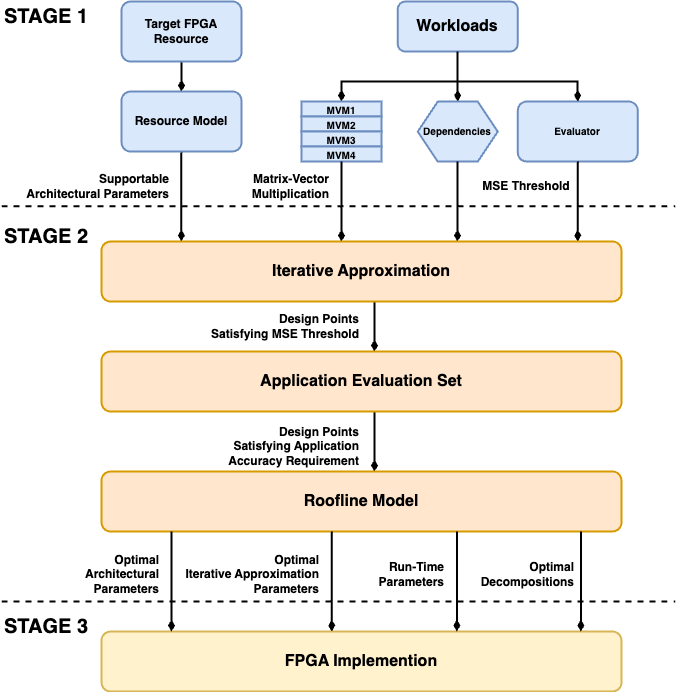 STAGE 1
Target FPGA
Resource
Workloads
Resource Model
MVM1
MVM2
MVM3
MVM4
Dependencies
Evaluator
Supportable
Architectural Parameters
Matrix-Vector
Multiplication
MSE Threshold
STAGE 2
Iterative Approximation
Design Points
Satisfying MSE Threshold
Application Evaluation Set
Design Points
Satisfying Application
Accuracy Requirement
Roofline Model
Optimal
Architectural
Parameters
Optimal
Iterative Approximation
Parameters
Run-Time
Parameters
Optimal
Decompositions
STAGE 3
FPGA Implemention